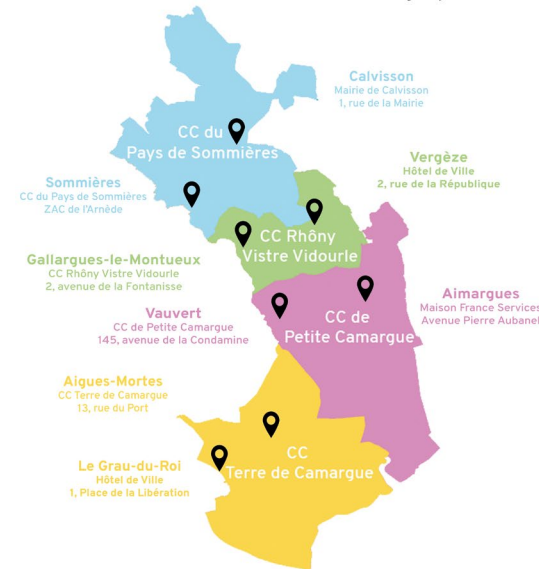 Calvisson
Mairie de Calvisson
1, rue de la Mairie
CC du
Pays de Sommières
Vergèze
Hôtel de Ville
2, rue de la République
Sommières
CC du Pays de Sommières
ZAC de l'Arnède
CC Rhôny
Vistre Vidourle
Gallargues-le-Montueux
CC Rhôny Vistre Vidourle
2, avenue de la Fontanisse
Aimargues
Maison France Services
Avenue Pierre Aubanel
Vauvert
CC de Petite Camargue
145, avenue de la Condamine
CC de
Petite Camargue
Aigues-Mortes
CC Terre de Camargue
13, rue du Port
CC
Terre de Camargue
Le Grau-du-Roi
Hôtel de Ville
1, Place de la Libération